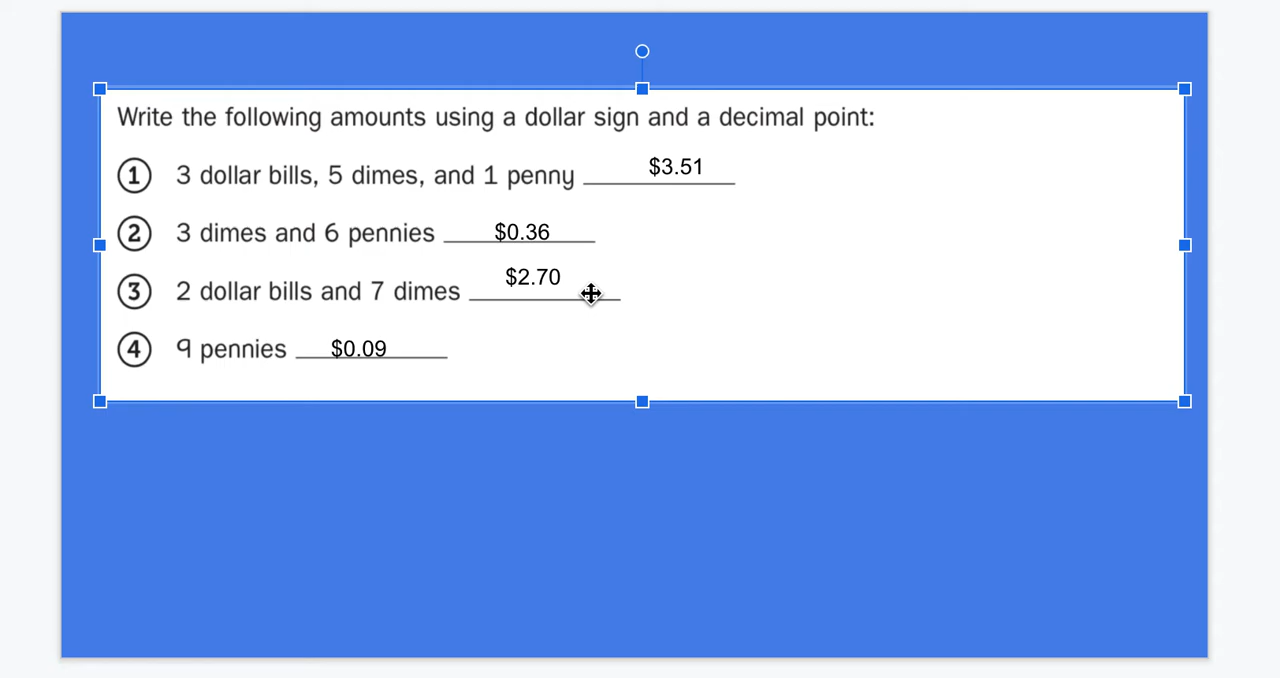 Write the following amounts using a dollar sign and a decimal point:
1 3 dollar bills, 5 dimes, and 1 penny $3.51
2 3 dimes and 6 pennies $0.36
3 2 dollar bills and 7 dimes $2.70
4 9 pennies $0.09